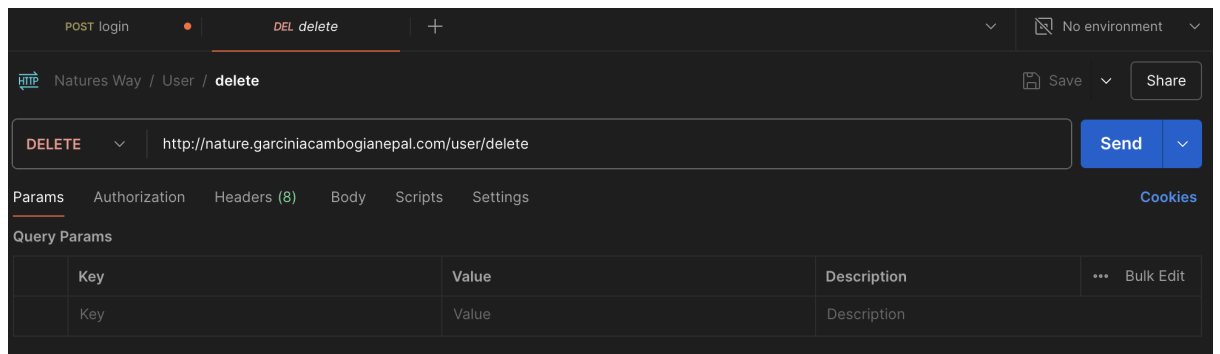 POST login DEL delete No environment
HTTP Natures Way / User / delete Save Share
DELETE http://nature.garciniacambogianepal.com/user/delete Send
Params Authorization Headers (8) Body Scripts Settings Cookies
Query Params
Key Value Description Bulk Edit
Key Value Description